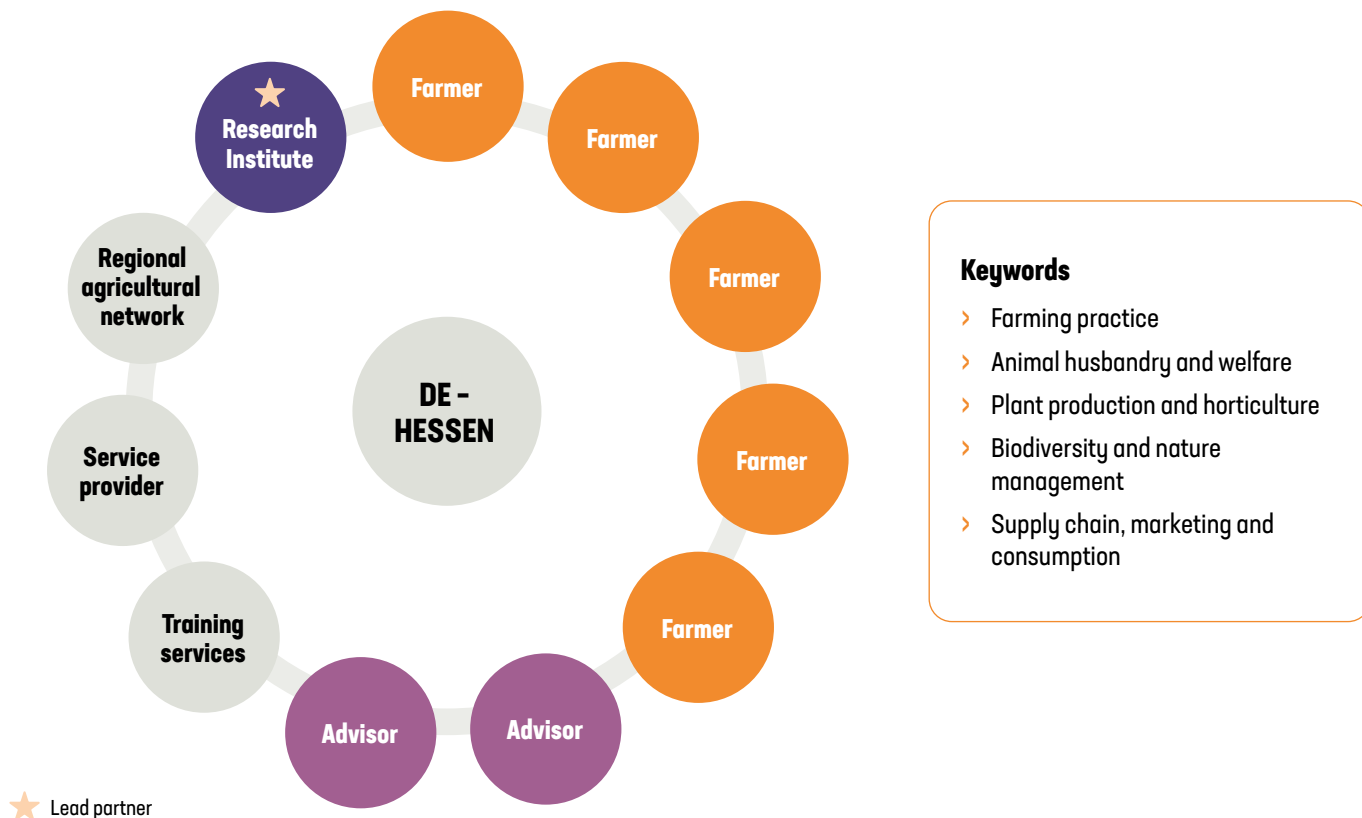 Farmer
Farmer
Farmer
Farmer
Farmer
Advisor
Advisor
Training
services
Service
provider
Regional
agricultural
network
Research
Institute
DE –
HESSEN
Lead partner
Keywords
› Farming practice
› Animal husbandry and welfare
› Plant production and horticulture
› Biodiversity and nature
management
› Supply chain, marketing and
consumption